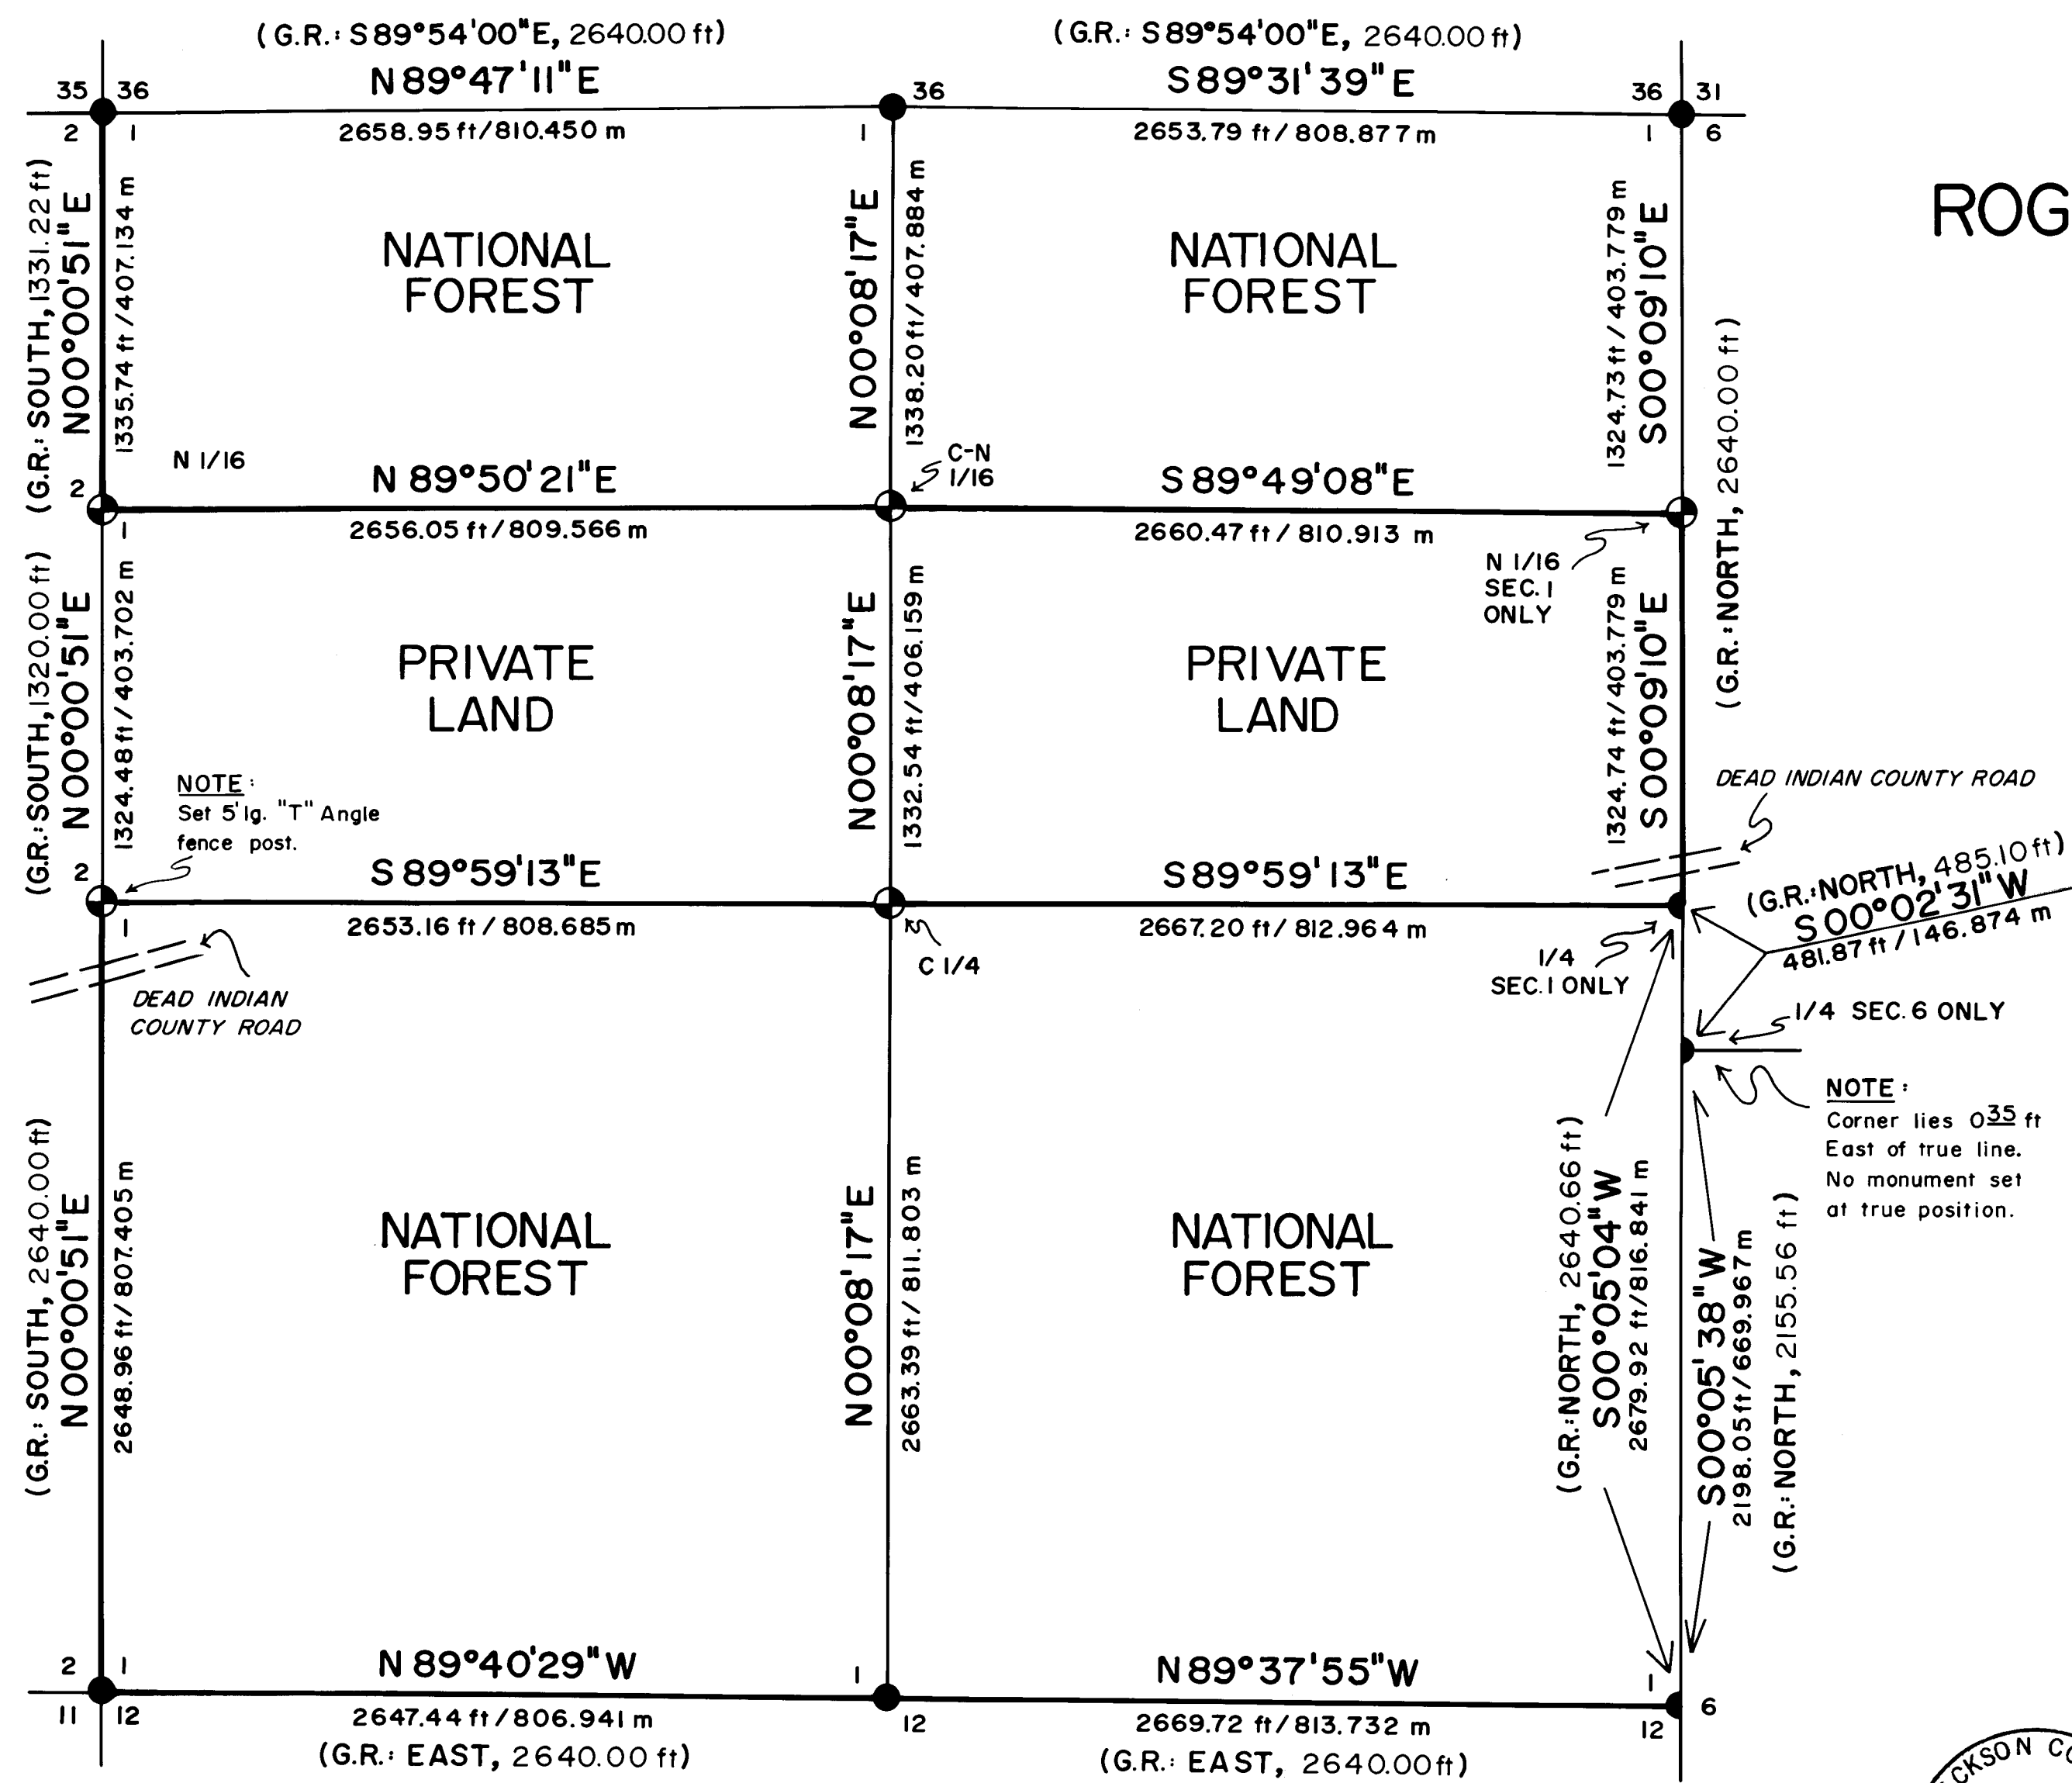 (G.R.: S89°54'00"E, 2640.00 ft)
(G.R.: S89°54'00"E, 2640.00 ft)
N89°47'11"E
S89°31'39"E
35 36
36
36 31
2 1
2658.95 ft/810.450 m
1
2653.79 ft/808.877 m
1 6
(G.R.: SOUTH, 1331.22 ft)
N00°00'51"E
1335.74 ft/407.134 m
NATIONAL
FOREST
N00°08'17"E
1338.20 ft/407.884 m
NATIONAL
FOREST
1324.73 ft/403.779 m
S00°09'10"E
(G.R.: NORTH, 2640.00 ft)
ROG
N 1/16
2
N 89°50'21"E
C-N
1/16
S89°49'08"E
1
2656.05 ft/809.566 m
2660.47 ft/810.913 m
N 1/16
SEC. 1
ONLY
(G.R.: SOUTH, 1320.00 ft)
N00°00'51"E
1324.48 ft/403.702 m
PRIVATE
LAND
N00°08'17"E
1332.54 ft/406.159 m
PRIVATE
LAND
1324.74 ft/403.779 m
S00°09'10"E
DEAD INDIAN COUNTY ROAD
NOTE:
Set 5' lg. "T" Angle
fence post.
2
S89°59'13"E
S89°59'13"E
(G.R.: NORTH, 485.10 ft)
S00°02'31"W
481.87 ft/146.874 m
1
2653.16 ft/808.685 m
2667.20 ft/812.964 m
C 1/4
1/4
SEC. 1 ONLY
DEAD INDIAN
COUNTY ROAD
1/4 SEC. 6 ONLY
NOTE:
Corner lies 0 35 ft
East of true line.
No monument set
at true position.
(G.R.: SOUTH, 2640.00 ft)
N00°00'51"E
2648.96 ft/807.405 m
NATIONAL
FOREST
N00°08'17"E
2663.39 ft/811.803 m
NATIONAL
FOREST
(G.R.: NORTH, 2640.66 ft)
S00°05'04"W
2679.92 ft/816.841 m
S00°05'38"W
2198.05 ft/669.967 m
(G.R.: NORTH, 2155.56 ft)
2 1
N 89°40'29"W
1
N89°37'55"W
1
6
11 12
2647.44 ft/806.941 m
12
2669.72 ft/813.732 m
12
(G.R.: EAST, 2640.00 ft)
(G.R.: EAST, 2640.00 ft)
CKSON CO